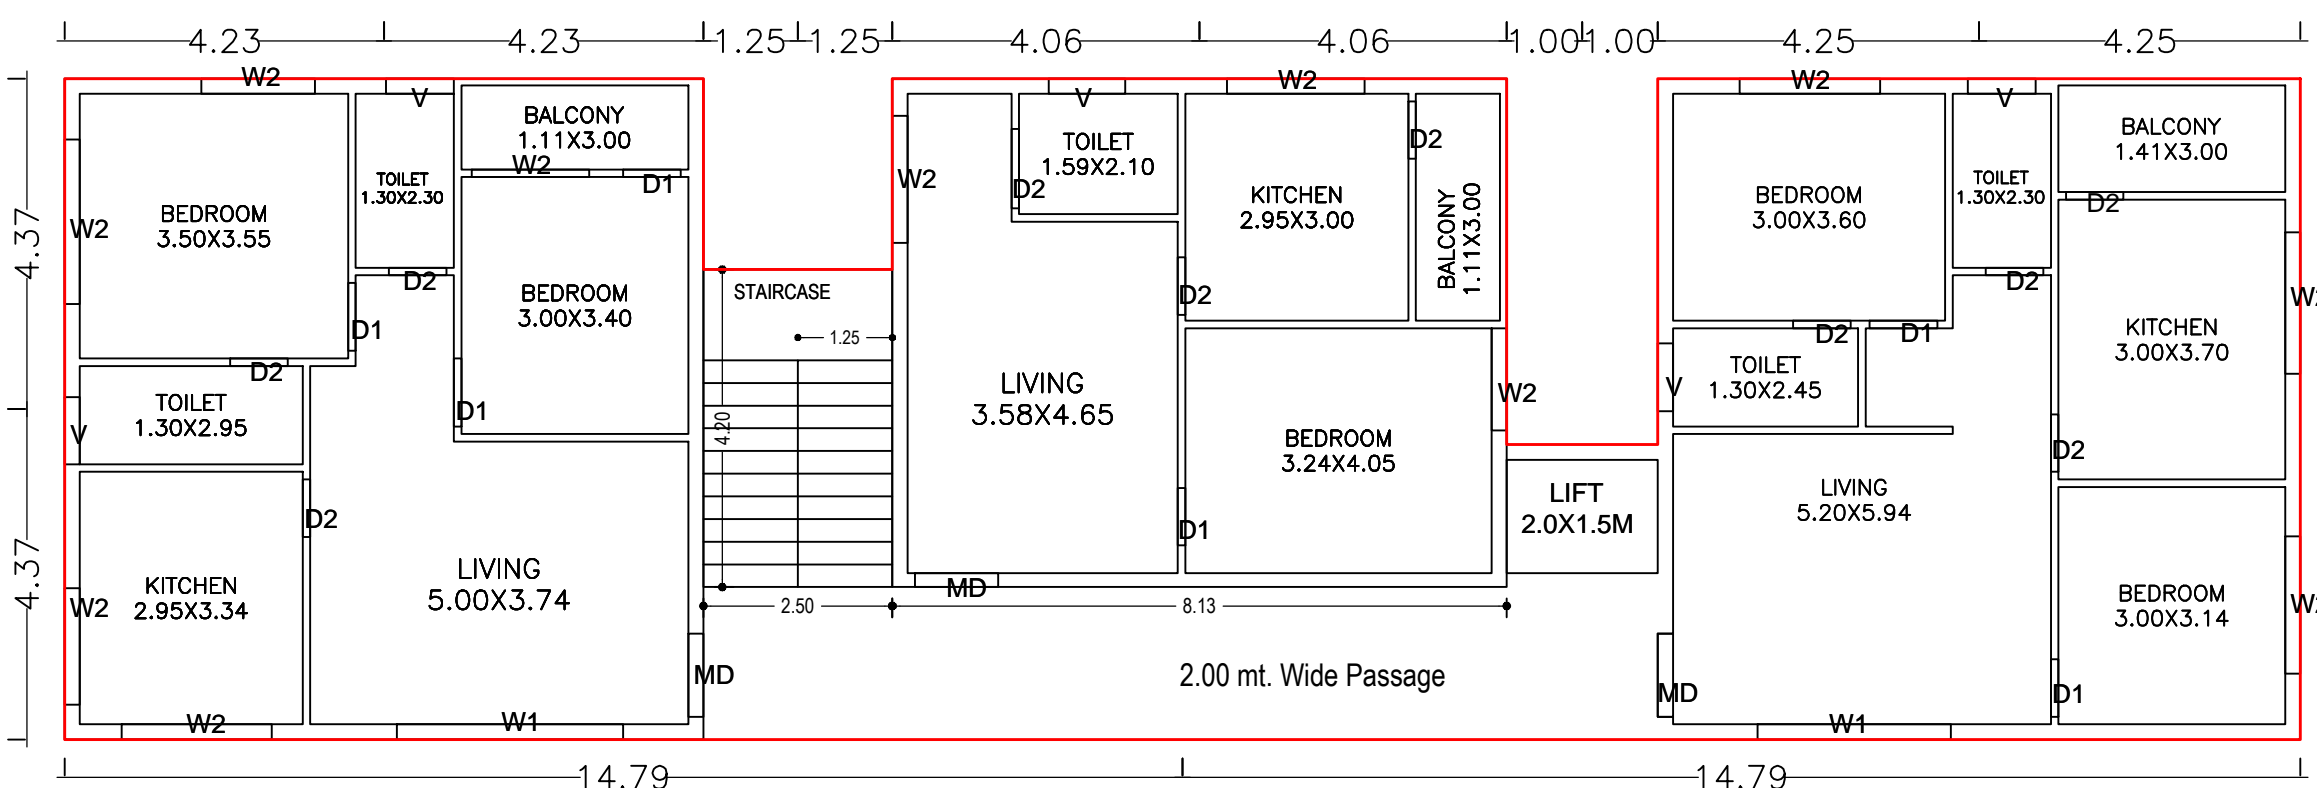 4.23 4.23 1.25 1.25 4.06 4.06 1.00 1.00 4.25 4.25
4.37
4.37
W2
V
BALCONY
1.11X3.00
W2
D1
TOILET
1.30X2.30
BEDROOM
3.50X3.55
W2
D2
D1
BEDROOM
3.00X3.40
D2
D1
TOILET
1.30X2.95
V
D2
KITCHEN
2.95X3.34
W2
W2
LIVING
5.00X3.74
W1
MD
STAIRCASE
1.25
4.20
2.50
W2
V
TOILET
1.59X2.10
D2
W2
KITCHEN
2.95X3.00
D2
BALCONY
1.11X3.00
D2
LIVING
3.58X4.65
BEDROOM
3.24X4.05
W2
D1
MD
8.13
LIFT
2.0X1.5M
2.00 mt. Wide Passage
W2
V
BALCONY
1.41X3.00
D2
TOILET
1.30X2.30
BEDROOM
3.00X3.60
D2
D2
D1
TOILET
1.30X2.45
V
KITCHEN
3.00X3.70
D2
LIVING
5.20X5.94
BEDROOM
3.00X3.14
MD
D1
W1
14.79 14.79